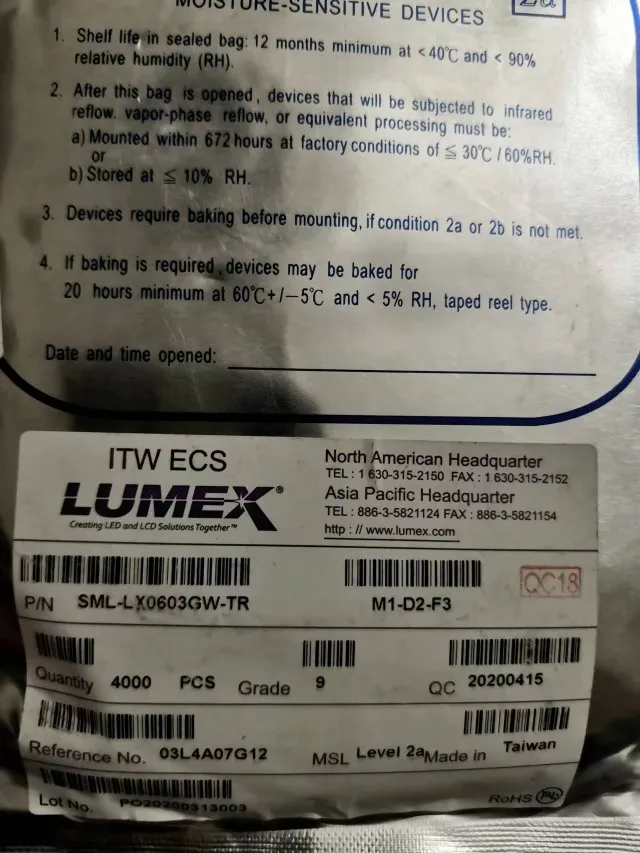 MOISTURE-SENSITIVE DEVICES
2a
1. Shelf life in sealed bag: 12 months minimum at <40℃ and < 90%
relative humidity (RH).
2. After this bag is opened, devices that will be subjected to infrared
reflow. vapor-phase reflow, or equivalent processing must be:
a) Mounted within 672 hours at factory conditions of ≦ 30℃ / 60%RH.
or
b) Stored at ≦ 10% RH.
3. Devices require baking before mounting, if condition 2a or 2b is not met.
4. If baking is required, devices may be baked for
20 hours minimum at 60℃+/-5℃ and < 5% RH, taped reel type.
Date and time opened:
ITW ECS
LUMEX®
Creating LED and LCD Solutions Together™
North American Headquarter
TEL : 1 630-315-2150 FAX : 1 630-315-2152
Asia Pacific Headquarter
TEL : 886-3-5821124 FAX : 886-3-5821154
http : // www.lumex.com
QC18
P/N SML-LX0603GW-TR M1-D2-F3
Quantity 4000 PCS Grade 9 QC 20200415
Reference No. 03L4A07G12 MSL Level 2a Made in Taiwan
Lot No. PO20200313003
RoHS Pb